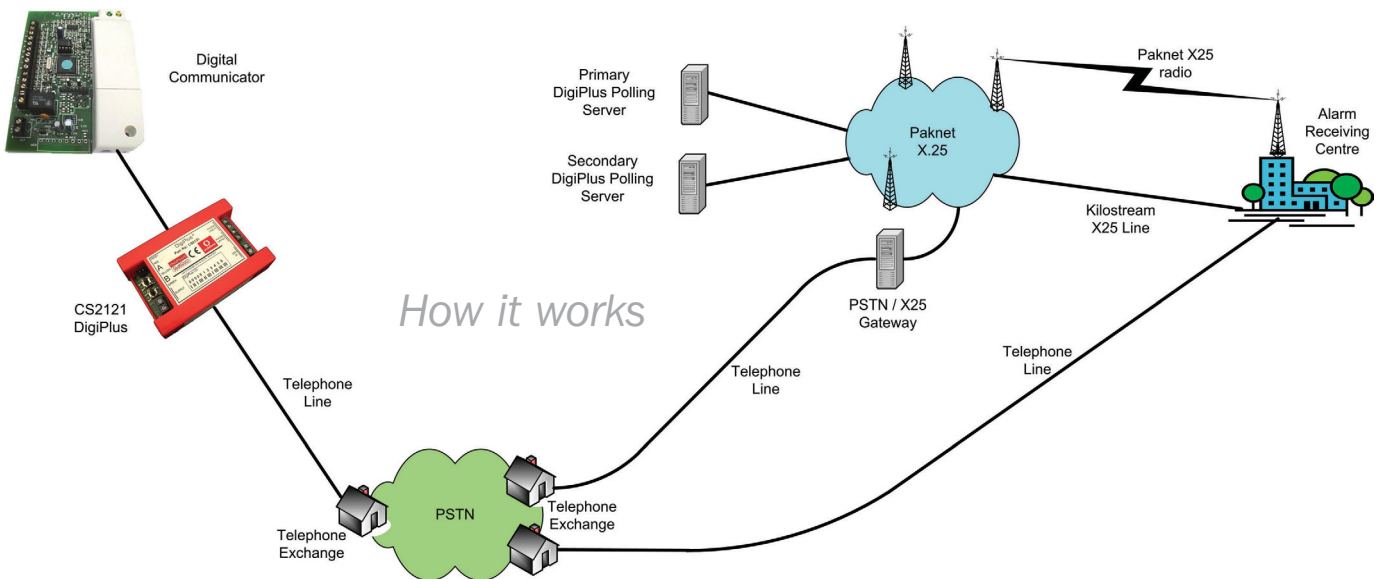 Digital
Communicator
Primary
DigiPlus Polling
Server
Secondary
DigiPlus Polling
Server
Paknet
X.25
Paknet X25
radio
Alarm
Receiving
Centre
Kilostream
X25 Line
CS2121
DigiPlus
DigiPlus
A
B
CE
How it works
PSTN / X25
Gateway
Telephone
Line
Telephone
Line
Telephone
Line
PSTN
Telephone
Exchange
Telephone
Exchange